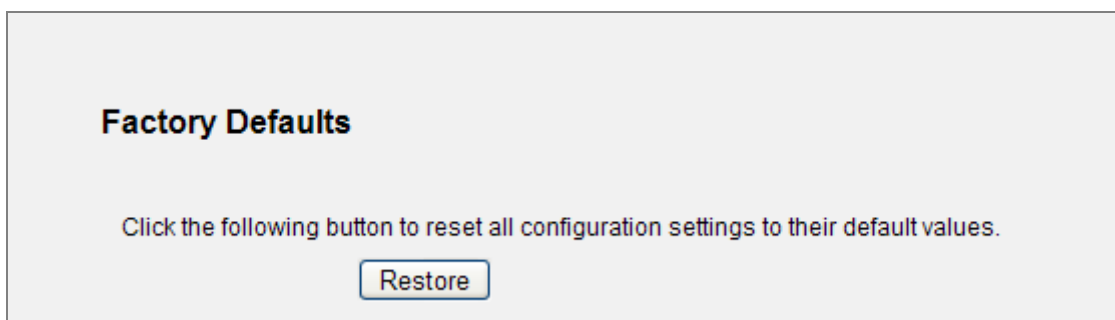 Factory Defaults
Click the following button to reset all configuration settings to their default values.
Restore